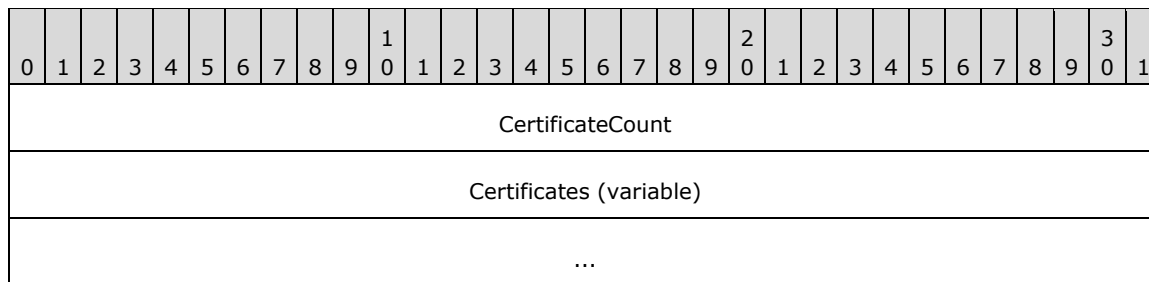 1 2 3
0 1 2 3 4 5 6 7 8 9 0 1 2 3 4 5 6 7 8 9 0 1 2 3 4 5 6 7 8 9 0 1
CertificateCount
Certificates (variable)
...